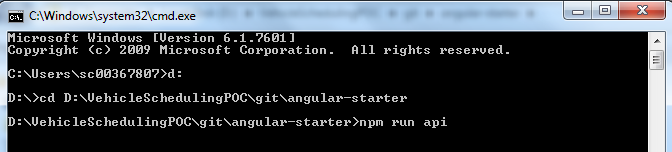 C:\Windows\system32\cmd.exe
Microsoft Windows [Version 6.1.7601]
Copyright (c) 2009 Microsoft Corporation.  All rights reserved.
C:\Users\sc00367807>d:
D:\>cd D:\VehicleSchedulingPOC\git\angular-starter
D:\VehicleSchedulingPOC\git\angular-starter>npm run api